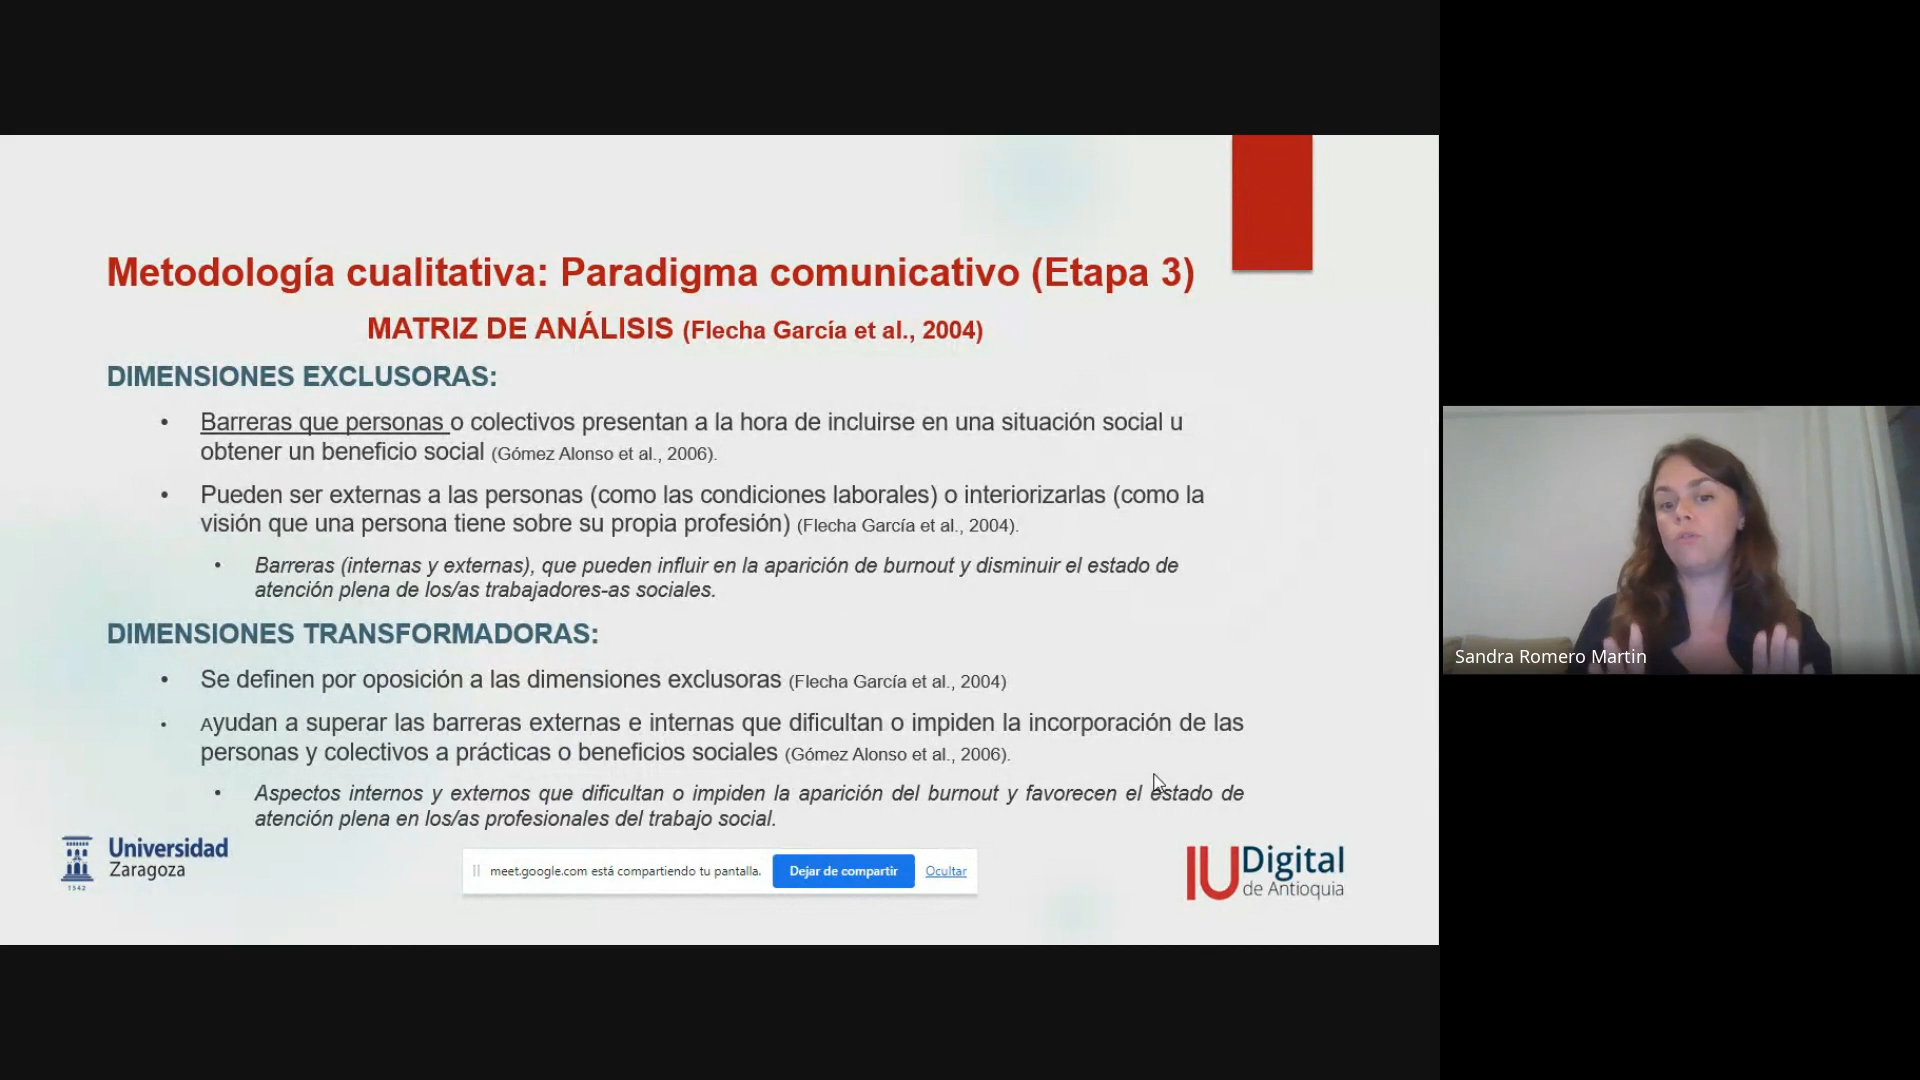 Metodología cualitativa: Paradigma comunicativo (Etapa 3)
MATRIZ DE ANÁLISIS (Flecha García et al., 2004)
DIMENSIONES EXCLUSORAS:
• Barreras que personas o colectivos presentan a la hora de incluirse en una situación social u
obtener un beneficio social (Gómez Alonso et al., 2006).
• Pueden ser externas a las personas (como las condiciones laborales) o interiorizarlas (como la
visión que una persona tiene sobre su propia profesión) (Flecha García et al., 2004).
• Barreras (internas y externas), que pueden influir en la aparición de burnout y disminuir el estado de
atención plena de los/as trabajadores-as sociales.
DIMENSIONES TRANSFORMADORAS:
• Se definen por oposición a las dimensiones exclusoras (Flecha García et al., 2004)
• Ayudan a superar las barreras externas e internas que dificultan o impiden la incorporación de las
personas y colectivos a prácticas o beneficios sociales (Gómez Alonso et al., 2006).
• Aspectos internos y externos que dificultan o impiden la aparición del burnout y favorecen el estado de
atención plena en los/as profesionales del trabajo social.
Universidad
Zaragoza
1542
meet.google.com está compartiendo tu pantalla. Dejar de compartir Ocultar
IU Digital
de Antioquia
Sandra Romero Martin